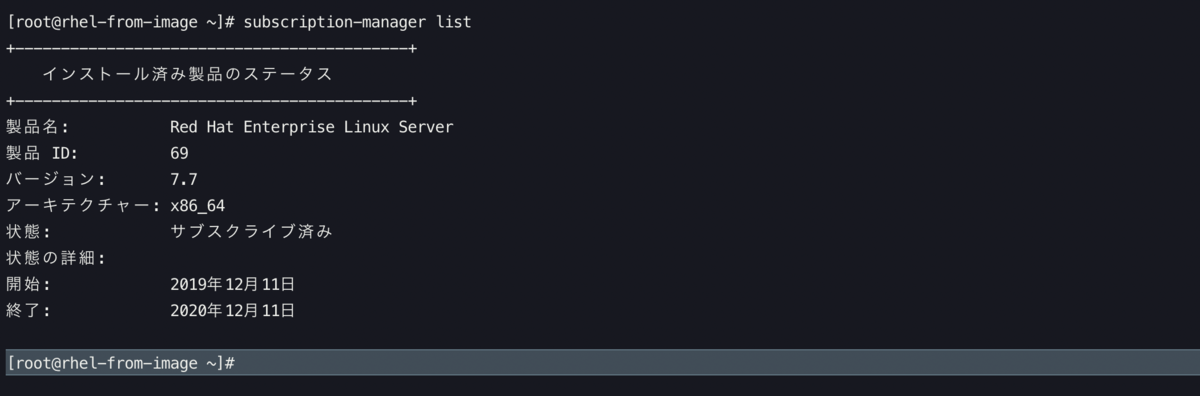 [root@rhel-from-image ~]# subscription-manager list
+-------------------------------------------+
インストール済み製品のステータス
+-------------------------------------------+
製品名: Red Hat Enterprise Linux Server
製品 ID: 69
バージョン: 7.7
アーキテクチャー: x86_64
状態: サブスクライブ済み
状態の詳細:
開始: 2019年12月11日
終了: 2020年12月11日
[root@rhel-from-image ~]#